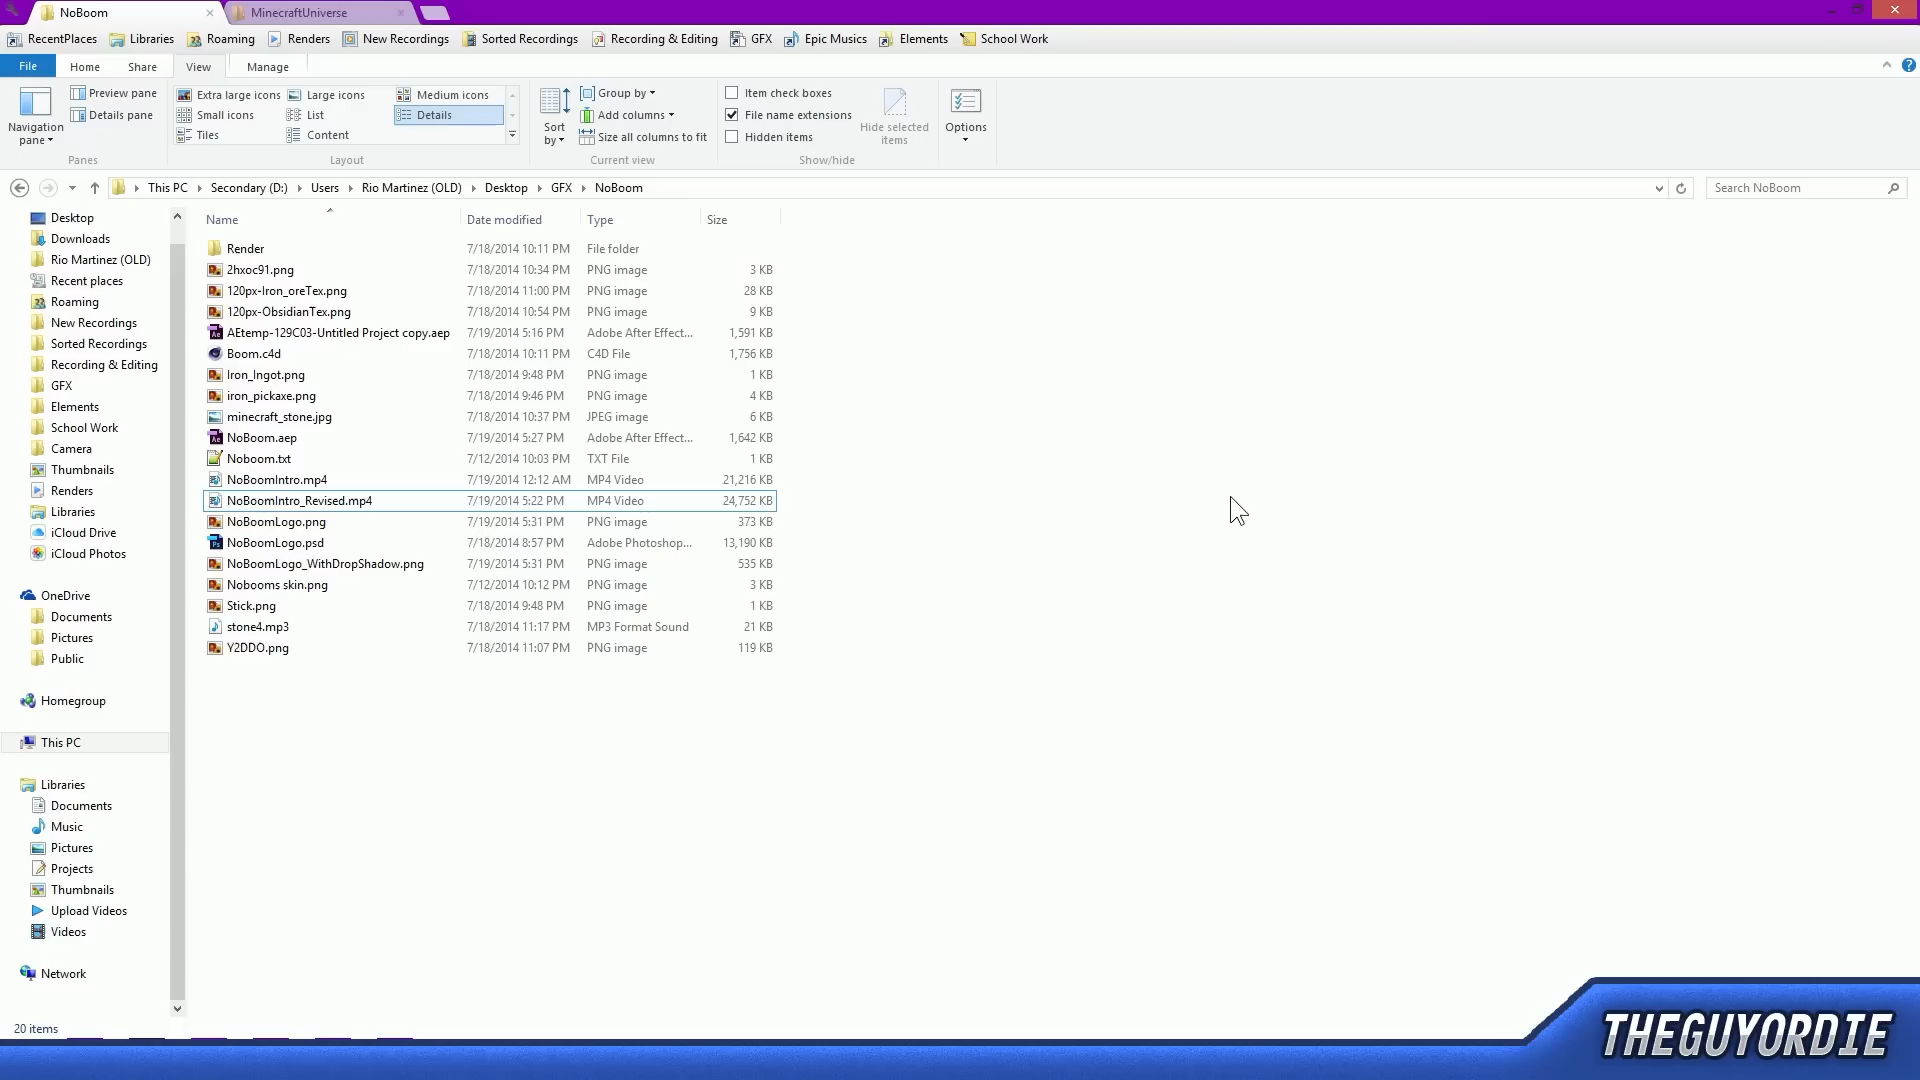 NoBoom
MinecraftUniverse
RecentPlaces Libraries Roaming Renders New Recordings Sorted Recordings Recording & Editing GFX Epic Musics Elements School Work
File Home Share View Manage
Navigation pane
Preview pane
Details pane
Panes
Extra large icons Large icons Medium icons
Small icons List Details
Tiles Content
Layout
Sort by
Group by
Add columns
Size all columns to fit
Current view
Item check boxes
File name extensions
Hidden items
Hide selected items
Show/hide
Options
This PC Secondary (D:) Users Rio Martinez (OLD) Desktop GFX NoBoom
Search NoBoom
Desktop
Downloads
Rio Martinez (OLD)
Recent places
Roaming
New Recordings
Sorted Recordings
Recording & Editing
GFX
Elements
School Work
Camera
Thumbnails
Renders
Libraries
iCloud Drive
iCloud Photos
OneDrive
Documents
Pictures
Public
Homegroup
This PC
Libraries
Documents
Music
Pictures
Projects
Thumbnails
Upload Videos
Videos
Network
Name Date modified Type Size
Render 7/18/2014 10:11 PM File folder
2hxoc91.png 7/18/2014 10:34 PM PNG image 3 KB
120px-Iron_oreTex.png 7/18/2014 11:00 PM PNG image 28 KB
120px-ObsidianTex.png 7/18/2014 10:54 PM PNG image 9 KB
AEtemp-129C03-Untitled Project copy.aep 7/19/2014 5:16 PM Adobe After Effect... 1,591 KB
Boom.c4d 7/18/2014 10:11 PM C4D File 1,756 KB
Iron_Ingot.png 7/18/2014 9:48 PM PNG image 1 KB
iron_pickaxe.png 7/18/2014 9:46 PM PNG image 4 KB
minecraft_stone.jpg 7/18/2014 10:37 PM JPEG image 6 KB
NoBoom.aep 7/19/2014 5:27 PM Adobe After Effect... 1,642 KB
Noboom.txt 7/12/2014 10:03 PM TXT File 1 KB
NoBoomIntro.mp4 7/19/2014 12:12 AM MP4 Video 21,216 KB
NoBoomIntro_Revised.mp4 7/19/2014 5:22 PM MP4 Video 24,752 KB
NoBoomLogo.png 7/19/2014 5:31 PM PNG image 373 KB
NoBoomLogo.psd 7/18/2014 8:57 PM Adobe Photoshop... 13,190 KB
NoBoomLogo_WithDropShadow.png 7/19/2014 5:31 PM PNG image 535 KB
Nobooms skin.png 7/12/2014 10:12 PM PNG image 3 KB
Stick.png 7/18/2014 9:48 PM PNG image 1 KB
stone4.mp3 7/18/2014 11:17 PM MP3 Format Sound 21 KB
Y2DDO.png 7/18/2014 11:07 PM PNG image 119 KB
20 items
THEGUYORDIE